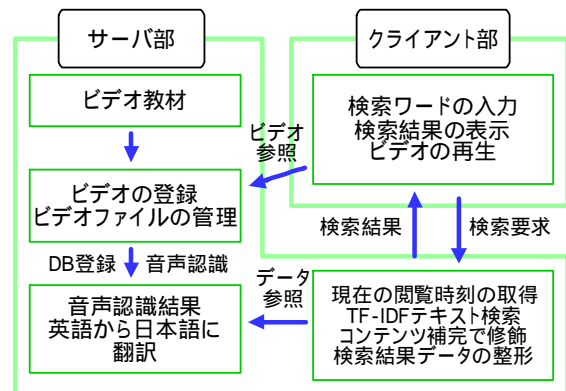 サーバ部
クライアント部
ビデオ教材
検索ワードの入力
検索結果の表示
ビデオの再生
ビデオ
参照
ビデオの登録
ビデオファイルの管理
検索結果
検索要求
DB登録
音声認識
データ
参照
音声認識結果
英語から日本語に
翻訳
現在の閲覧時刻の取得
TF-IDFテキスト検索
コンテンツ補完で修飾
検索結果データの整形